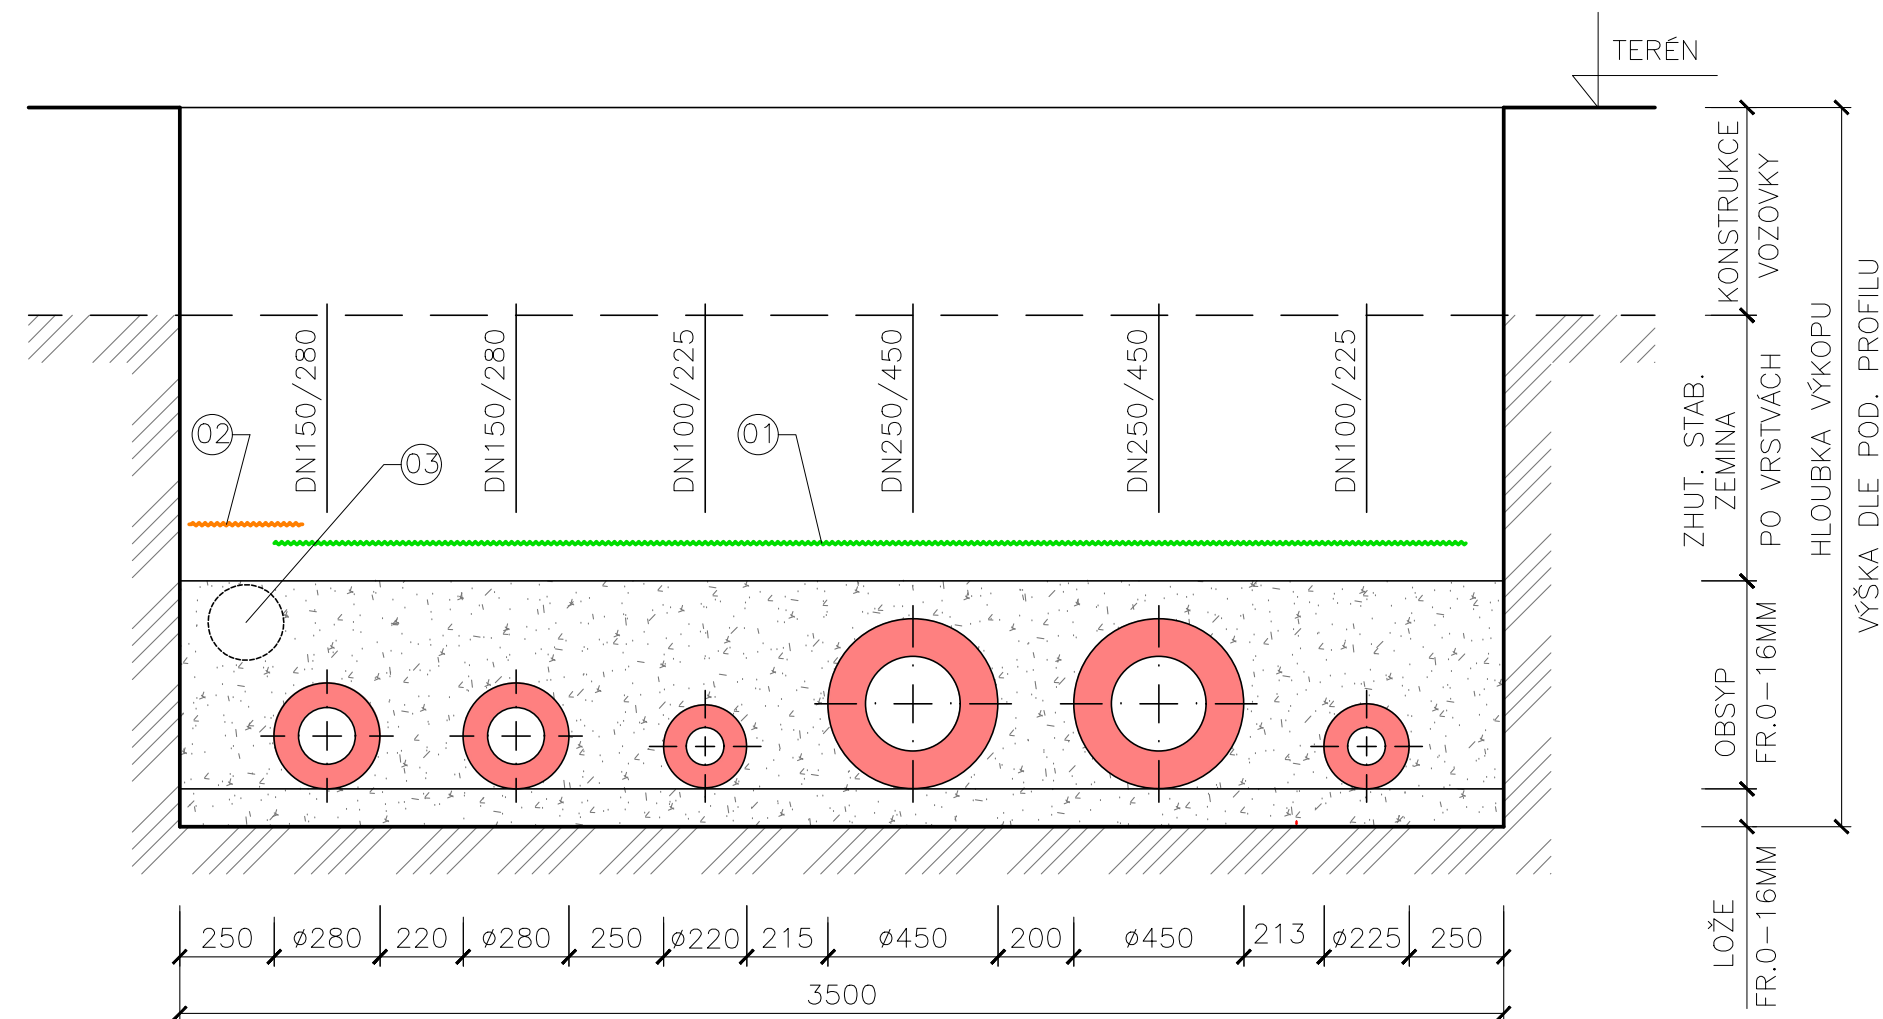 TERÉN
KONSTRUKCE
VOZOVKY
DN150/280
DN150/280
DN100/225
DN250/450
DN250/450
DN100/225
02
03
01
ZHUT. STAB.
ZEMINA
PO VRSTVÁCH
HLOUBKA VÝKOPU
VÝŠKA DLE POD. PROFILU
OBSYP
FR.0-16MM
LOŽE
FR.0-16MM
250 ø280 220 ø280 250 ø220 215 ø450 200 ø450 213 ø225 250
3500